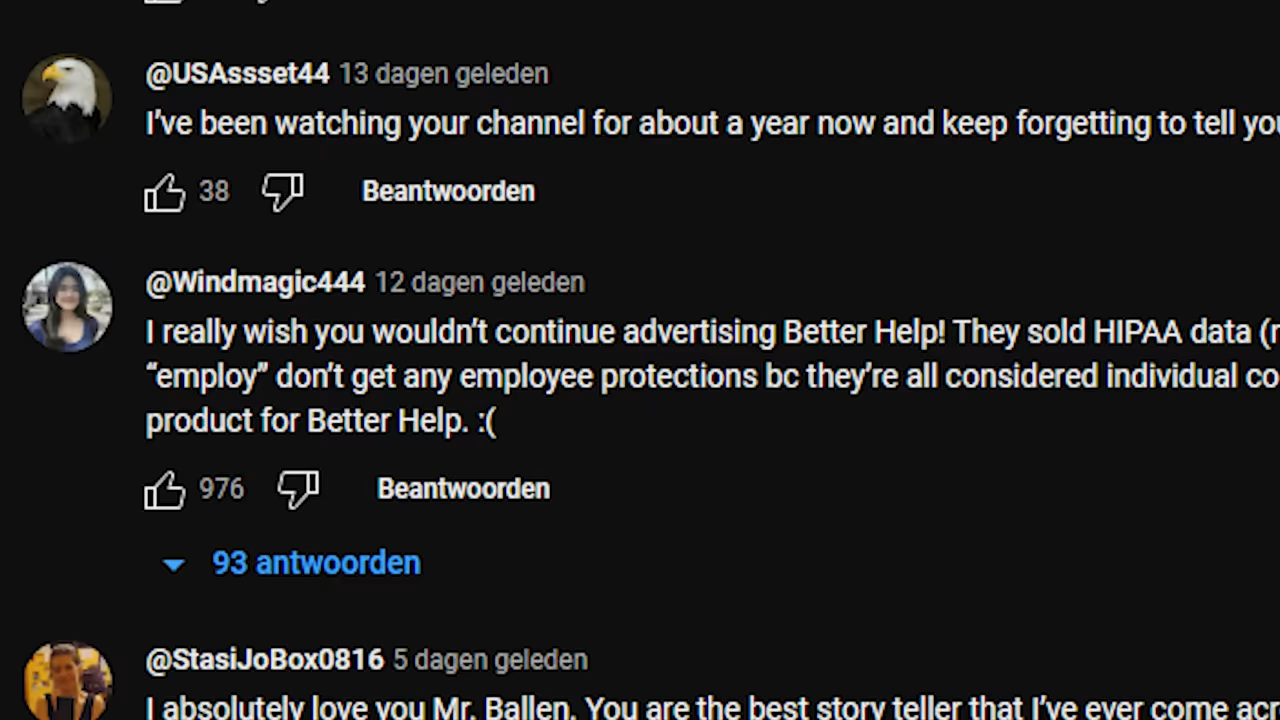 @USAssset44 13 dagen geleden
I've been watching your channel for about a year now and keep forgetting to tell
38
Beantwoorden
@Windmagic444 12 dagen geleden
I really wish you wouldn't continue advertising Better Help! They sold HIPAA data
“employ” don't get any employee protections bc they're all considered individual
product for Better Help. :(
976
Beantwoorden
93 antwoorden
@StasiJoBox0816 5 dagen geleden
I absolutely love you Mr. Ballen. You are the best story teller that I've ever come